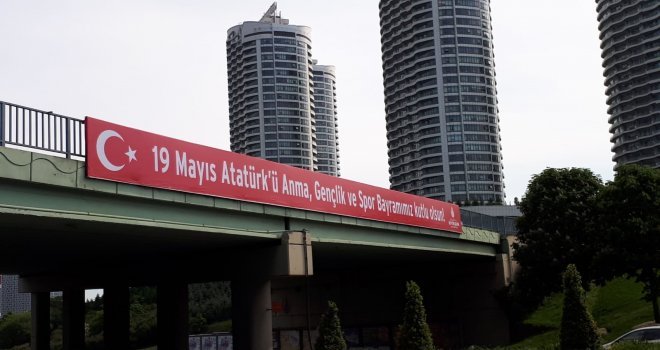 19 Mayıs Atatürk'ü Anma, Gençlik ve Spor Bayramımız kutlu olsun!